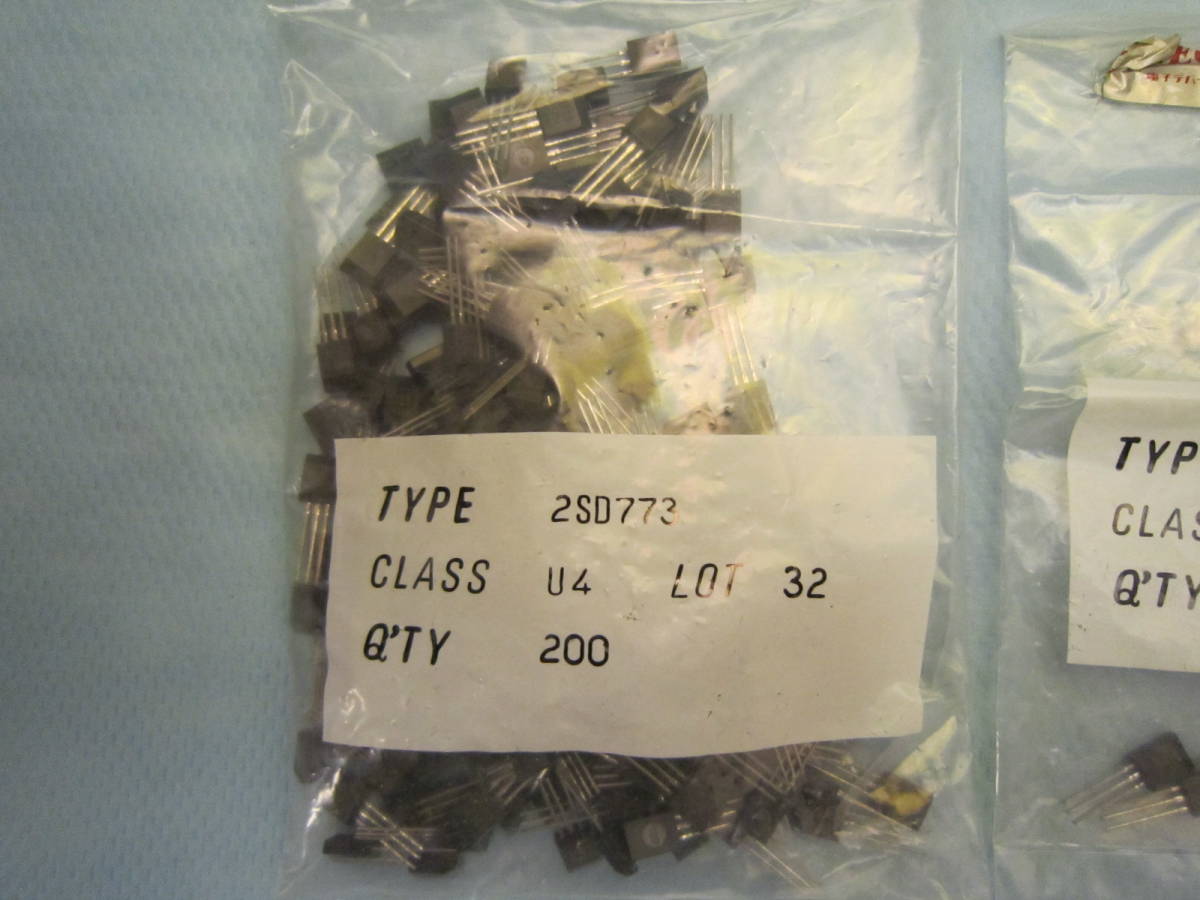 TYPE 2SD773
CLASS U4 LOT 32
Q'TY 200
TYP
CLAS
Q'TY